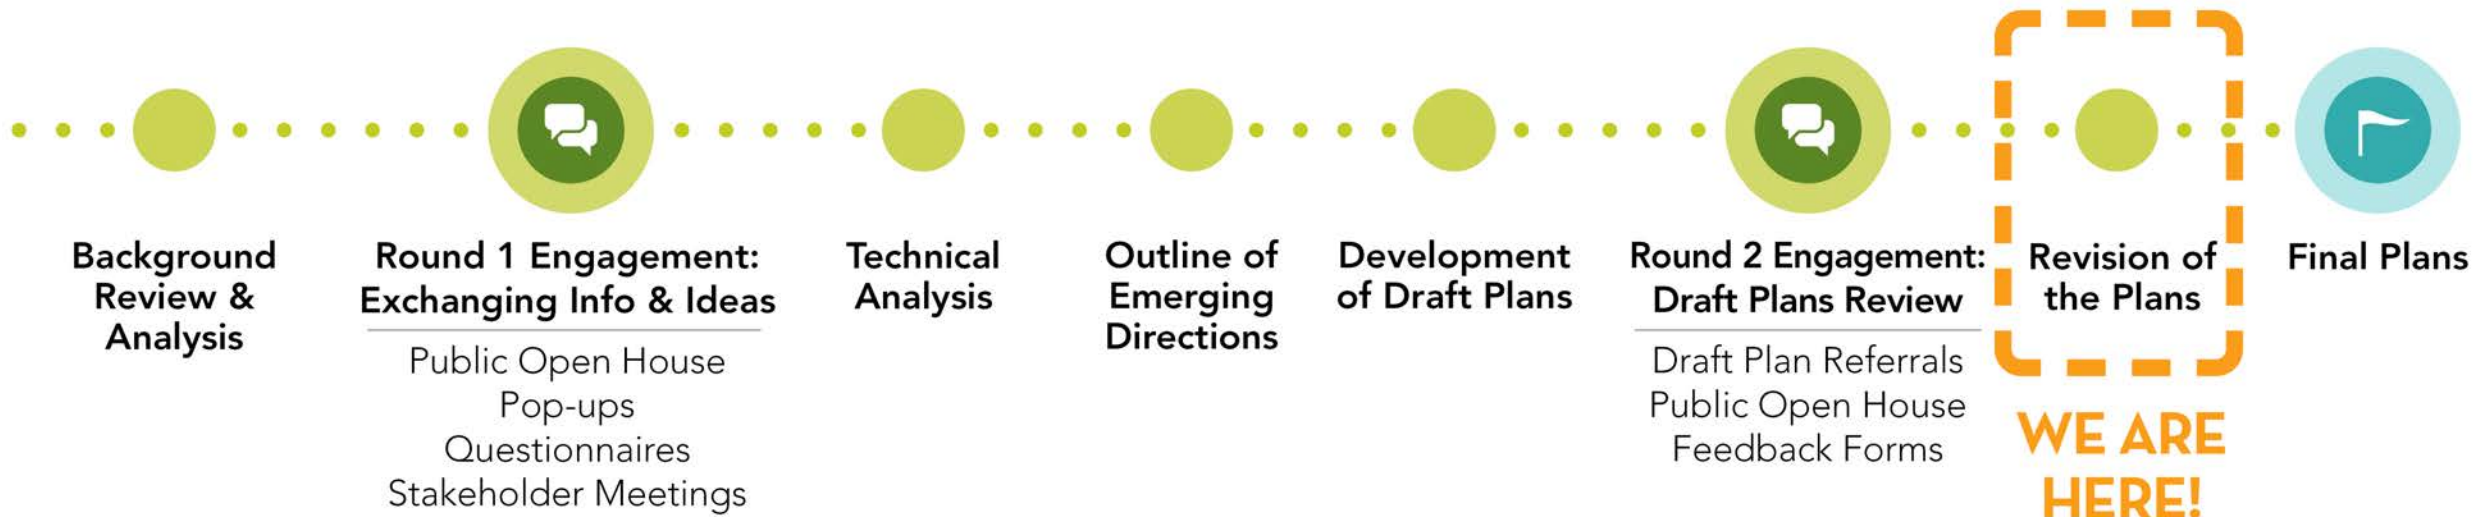 Background
Review &
Analysis
Round 1 Engagement:
Exchanging Info & Ideas
Public Open House
Pop-ups
Questionnaires
Stakeholder Meetings
Technical
Analysis
Outline of
Emerging
Directions
Development
of Draft Plans
Round 2 Engagement:
Draft Plans Review
Draft Plan Referrals
Public Open House
Feedback Forms
Revision of
the Plans
WE ARE
HERE!
Final Plans